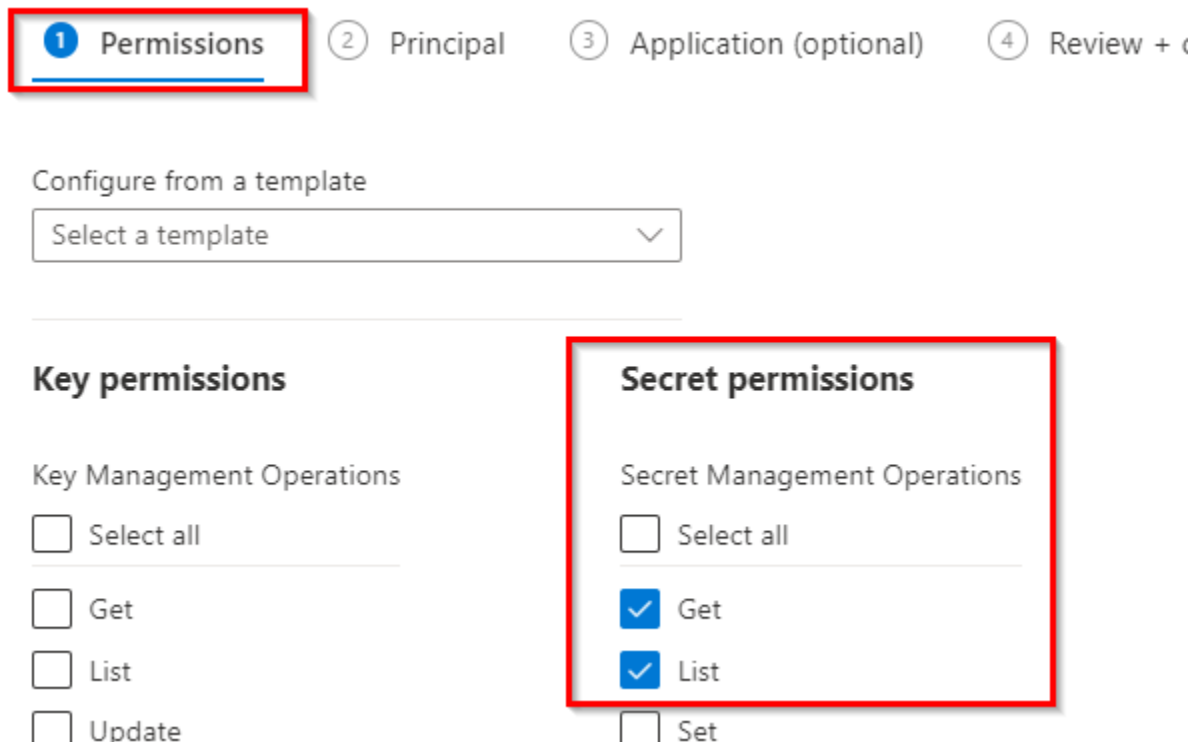 1 Permissions 2 Principal 3 Application (optional) 4 Review +
Configure from a template
Select a template
Key permissions
Secret permissions
Key Management Operations
Secret Management Operations
Select all
Select all
Get
Get
List
List
Update
Set